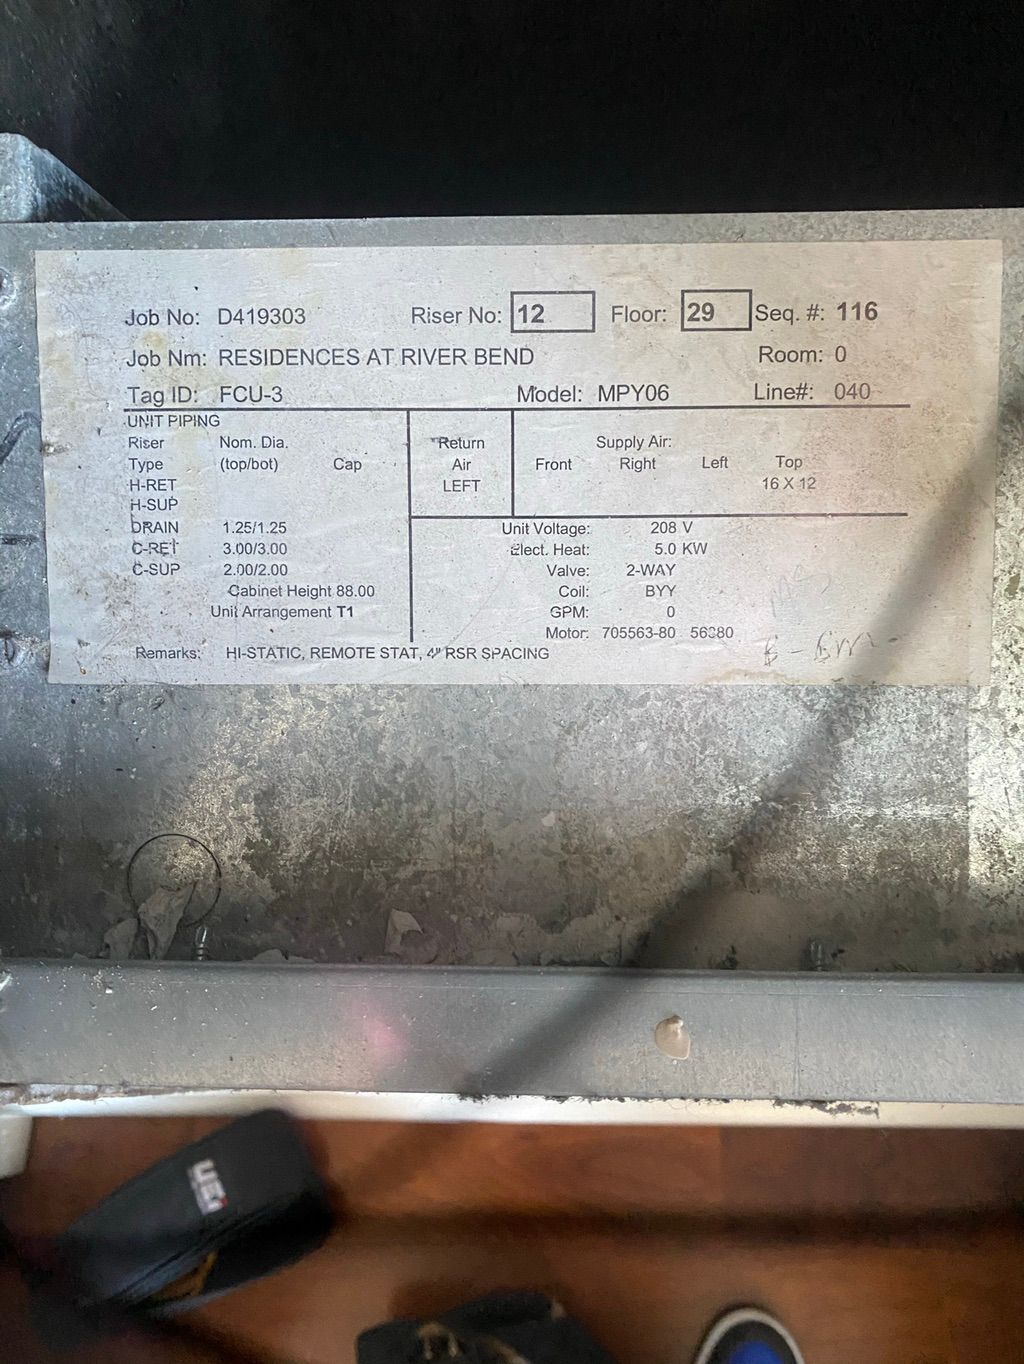 Job No: D419303 Riser No: 12 Floor: 29 Seq. #: 116
Job Nm: RESIDENCES AT RIVER BEND Room: 0
Tag ID: FCU-3 Model: MPY06 Line#: 040
UNIT PIPING
Riser Nom. Dia.
Type (top/bot) Cap
H-RET
H-SUP
DRAIN 1.25/1.25
C-RET 3.00/3.00
C-SUP 2.00/2.00
Cabinet Height 88.00
Unit Arrangement T1
Return
Air
LEFT
Supply Air:
Front Right Left Top
16 X 12
Unit Voltage: 208 V
Elect. Heat: 5.0 KW
Valve: 2-WAY
Coil: BYY
GPM: 0
Motor: 705563-80
Remarks: HI-STATIC, REMOTE STAT, 4" RSR SPACING
UEi